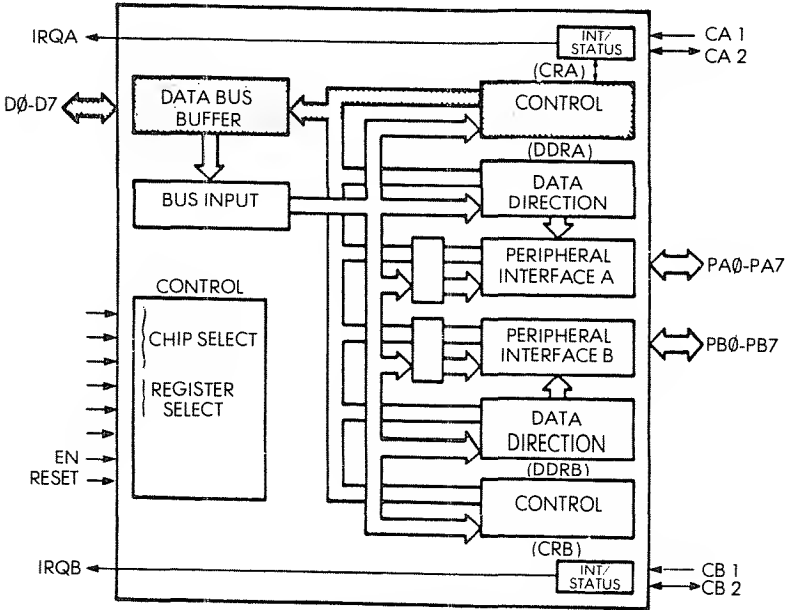 IRQA
INT/
STATUS
CA 1
CA 2
(CRA)
DØ-D7
DATA BUS
BUFFER
CONTROL
(DDRA)
BUS INPUT
DATA
DIRECTION
PERIPHERAL
INTERFACE A
PAØ-PA7
CONTROL
CHIP SELECT
REGISTER
SELECT
EN
RESET
PERIPHERAL
INTERFACE B
PBØ-PB7
DATA
DIRECTION
(DDRB)
CONTROL
(CRB)
IRQB
INT/
STATUS
CB 1
CB 2